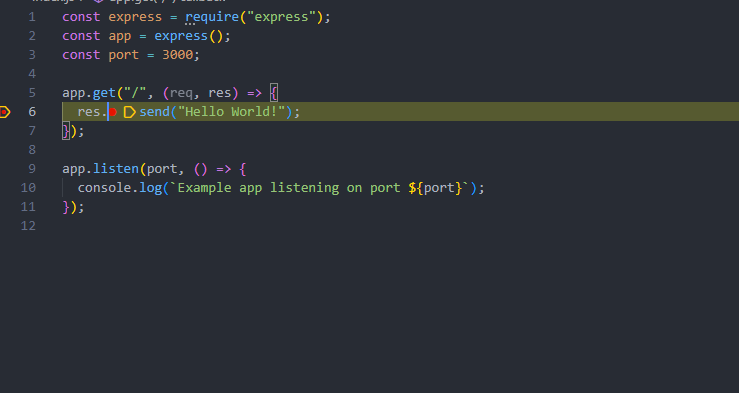 1 const express = require("express");
2 const app = express();
3 const port = 3000;
4
5 app.get("/", (req, res) => {
6 res.send("Hello World!");
7 });
8
9 app.listen(port, () => {
10 console.log(`Example app listening on port ${port}`);
11 });
12